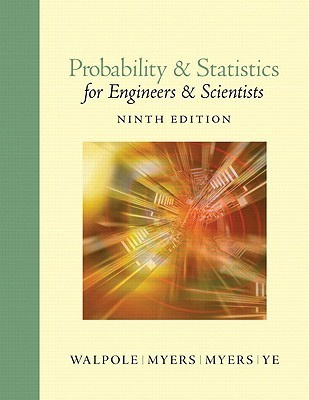 Probability & Statistics
for Engineers & Scientists
NINTH EDITION
WALPOLE | MYERS | MYERS | YE